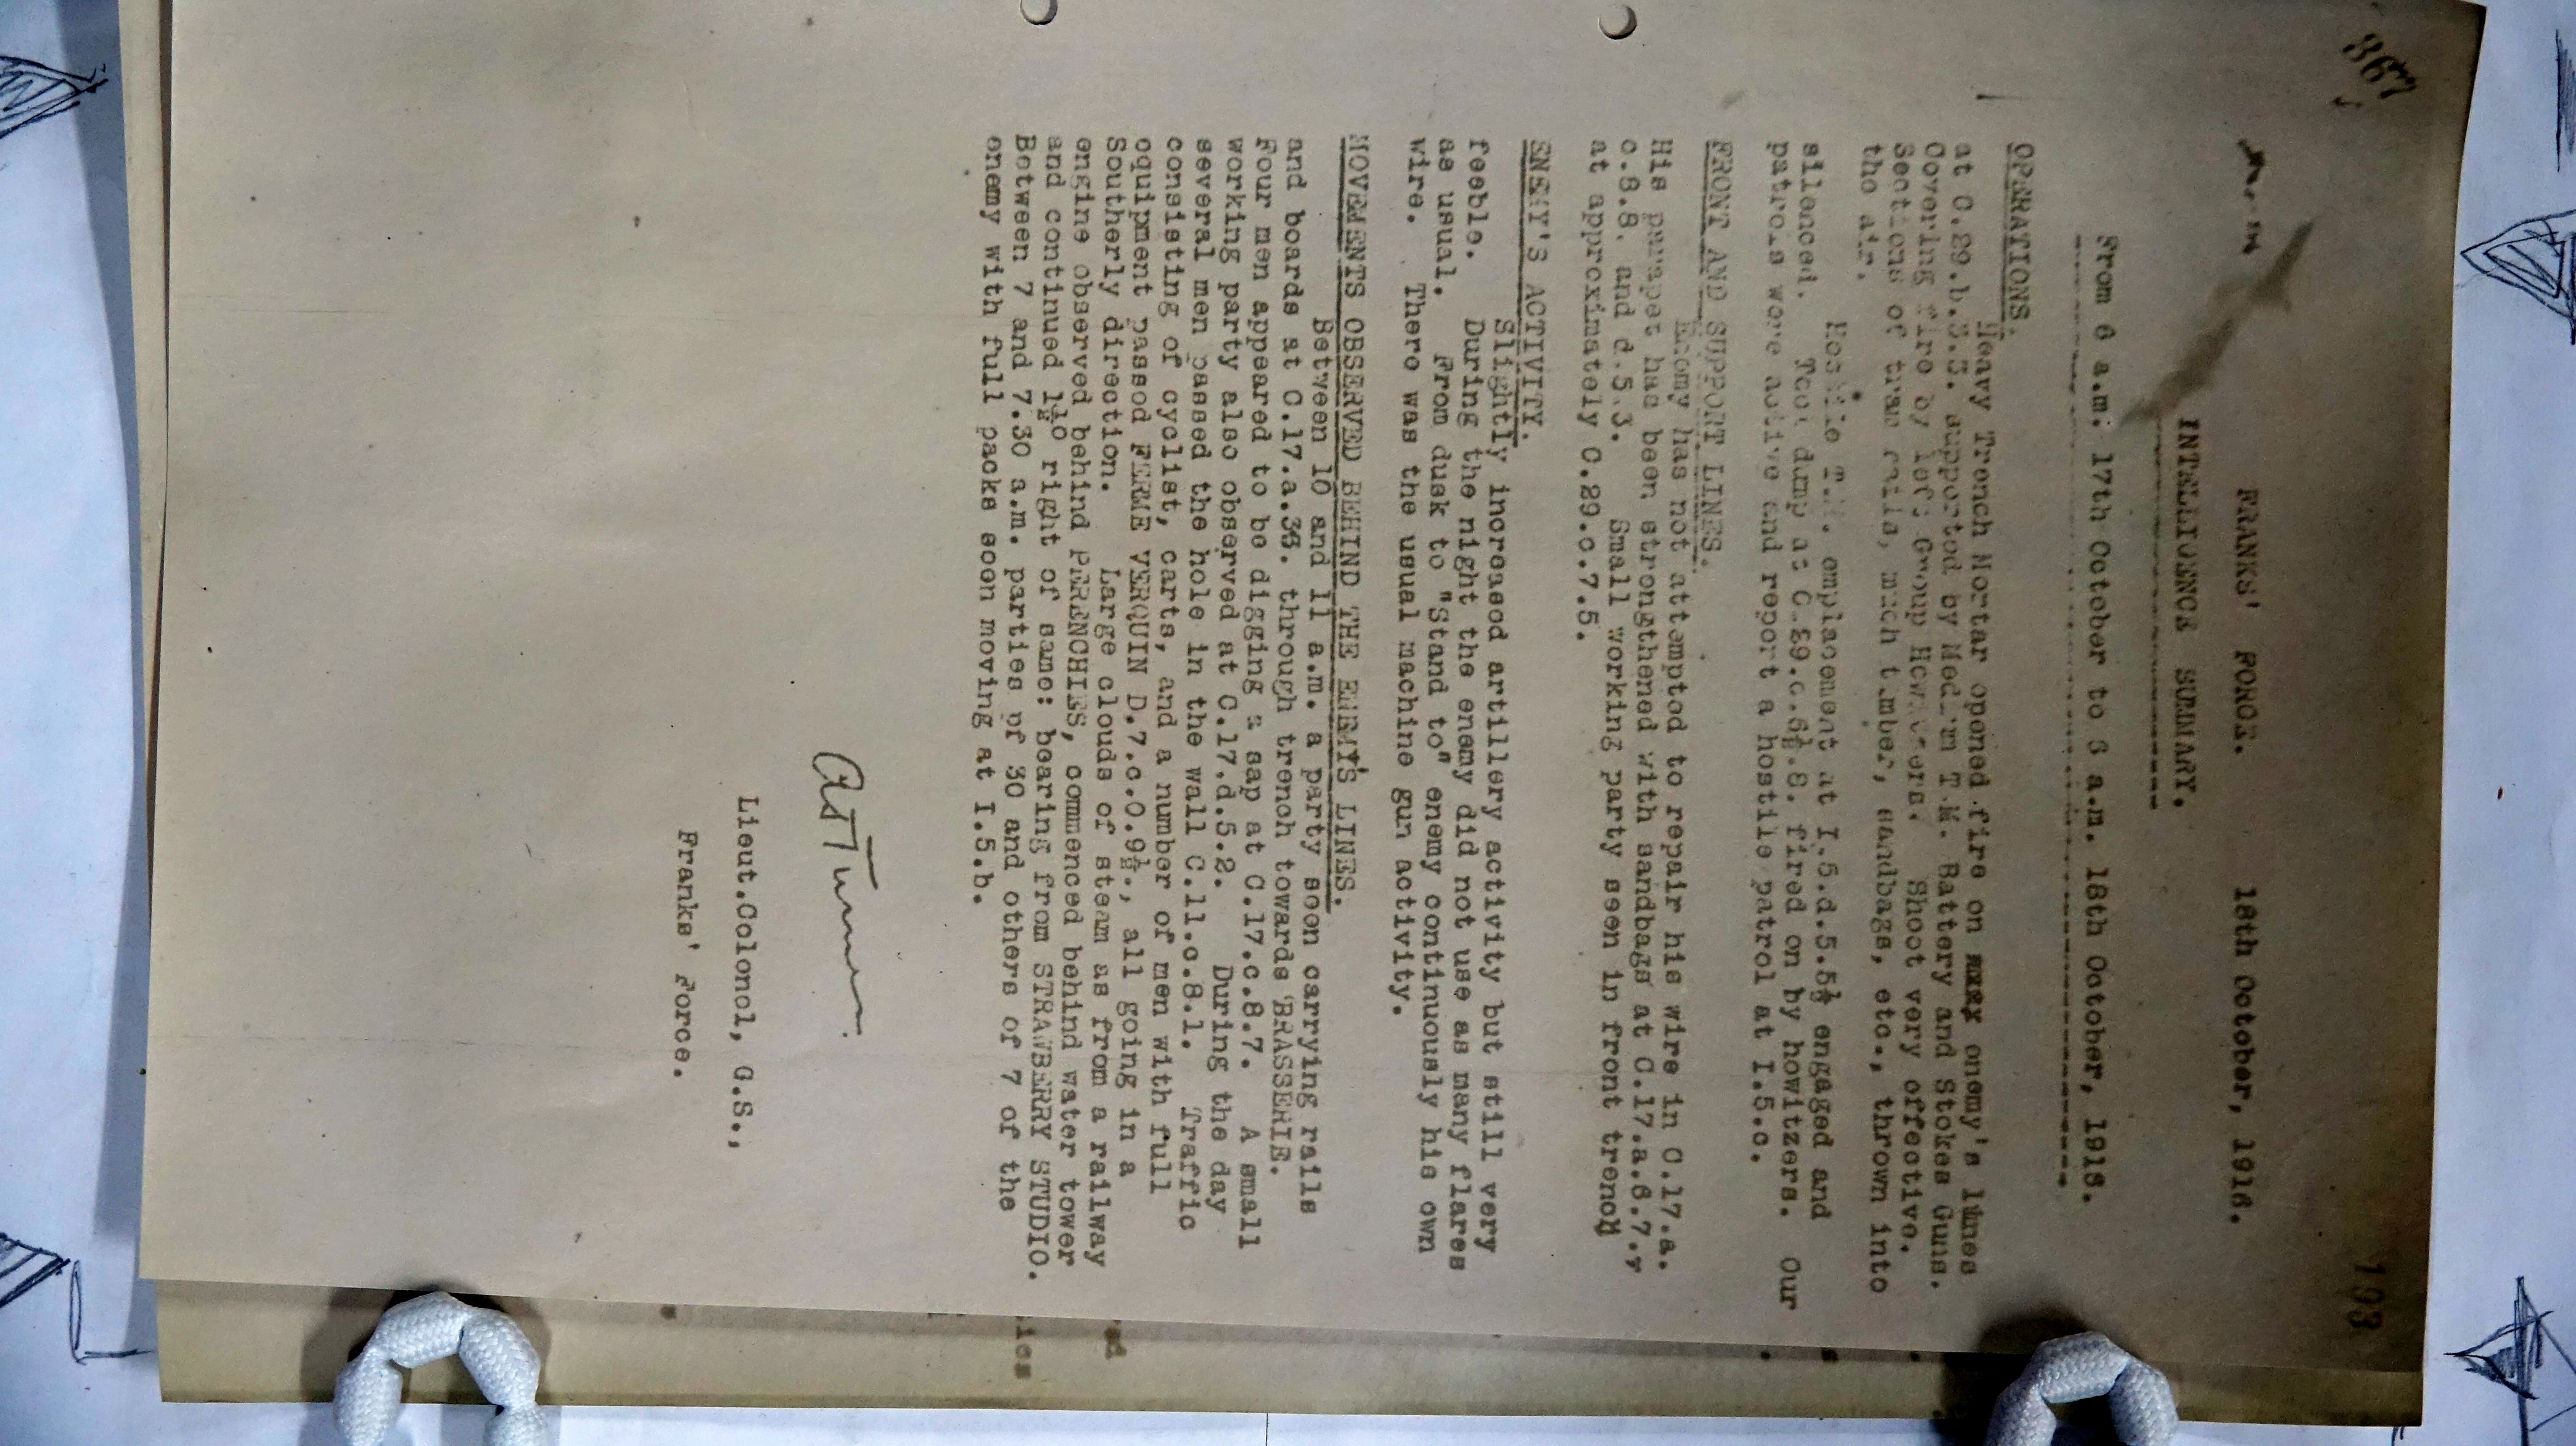 367
193
FRANKS' FORCE. 18th October, 1916.
INTELLIGENCE SUMMARY.
From 6 a.m. 17th October to 6 a.m. 18th October, 1916.
OPERATIONS.
Heavy Trench Mortar opened fire on enemy's lines
at C.29.b.3.3. supported by Medium T.M. Battery and Stokes Guns.
Covering fire by left Group Howitzers. Shoot very effective.
Sections of tram rails, much timber, sandbags, etc., thrown into
the air.
Hostile T.M. emplacement at I.5.d.5.5½ engaged and
silenced. Tool dump at C.29.c.6½.8. fired on by howitzers. Our
patrols were active and report a hostile patrol at I.5.c.
FRONT AND SUPPORT LINES.
Enemy has not attempted to repair his wire in C.17.a.
His parapet has been strongthened with sandbags at C.17.a.6.7.,
c.8.8. and d.5.3. Small working party seen in front trench
at approximately C.29.c.7.5.
ENEMY'S ACTIVITY.
Slightly increased artillery activity but still very
feeble. During the night the enemy did not use as many flares
as usual. From dusk to "Stand to" enemy continuously his own
wire. There was the usual machine gun activity.
MOVEMENTS OBSERVED BEHIND THE ENEMY'S LINES.
Between 10 and 11 a.m. a party seen carrying rails
and boards at C.17.a.33. through trench towards BRASSERIE.
Four men appeared to be digging a sap at C.17.c.8.7. A small
working party also observed at C.17.d.5.2. During the day
several men passed the hole in the wall C.11.c.8.1. Traffic
consisting of cyclist, carts, and a number of men with full
equipment passed FERME VERQUIN D.7.c.0.9½., all going in a
Southerly direction. Large clouds of steam as from a railway
engine observed behind PERENCHIES, commenced behind water tower
and continued 1½o right of same: bearing from STRAWBERRY STUDIO.
Between 7 and 7.30 a.m. parties of 30 and others of 7 of the
enemy with full packs seen moving at I.5.b.
Turner.
Lieut.Colonel, G.S.,
Franks' Force.